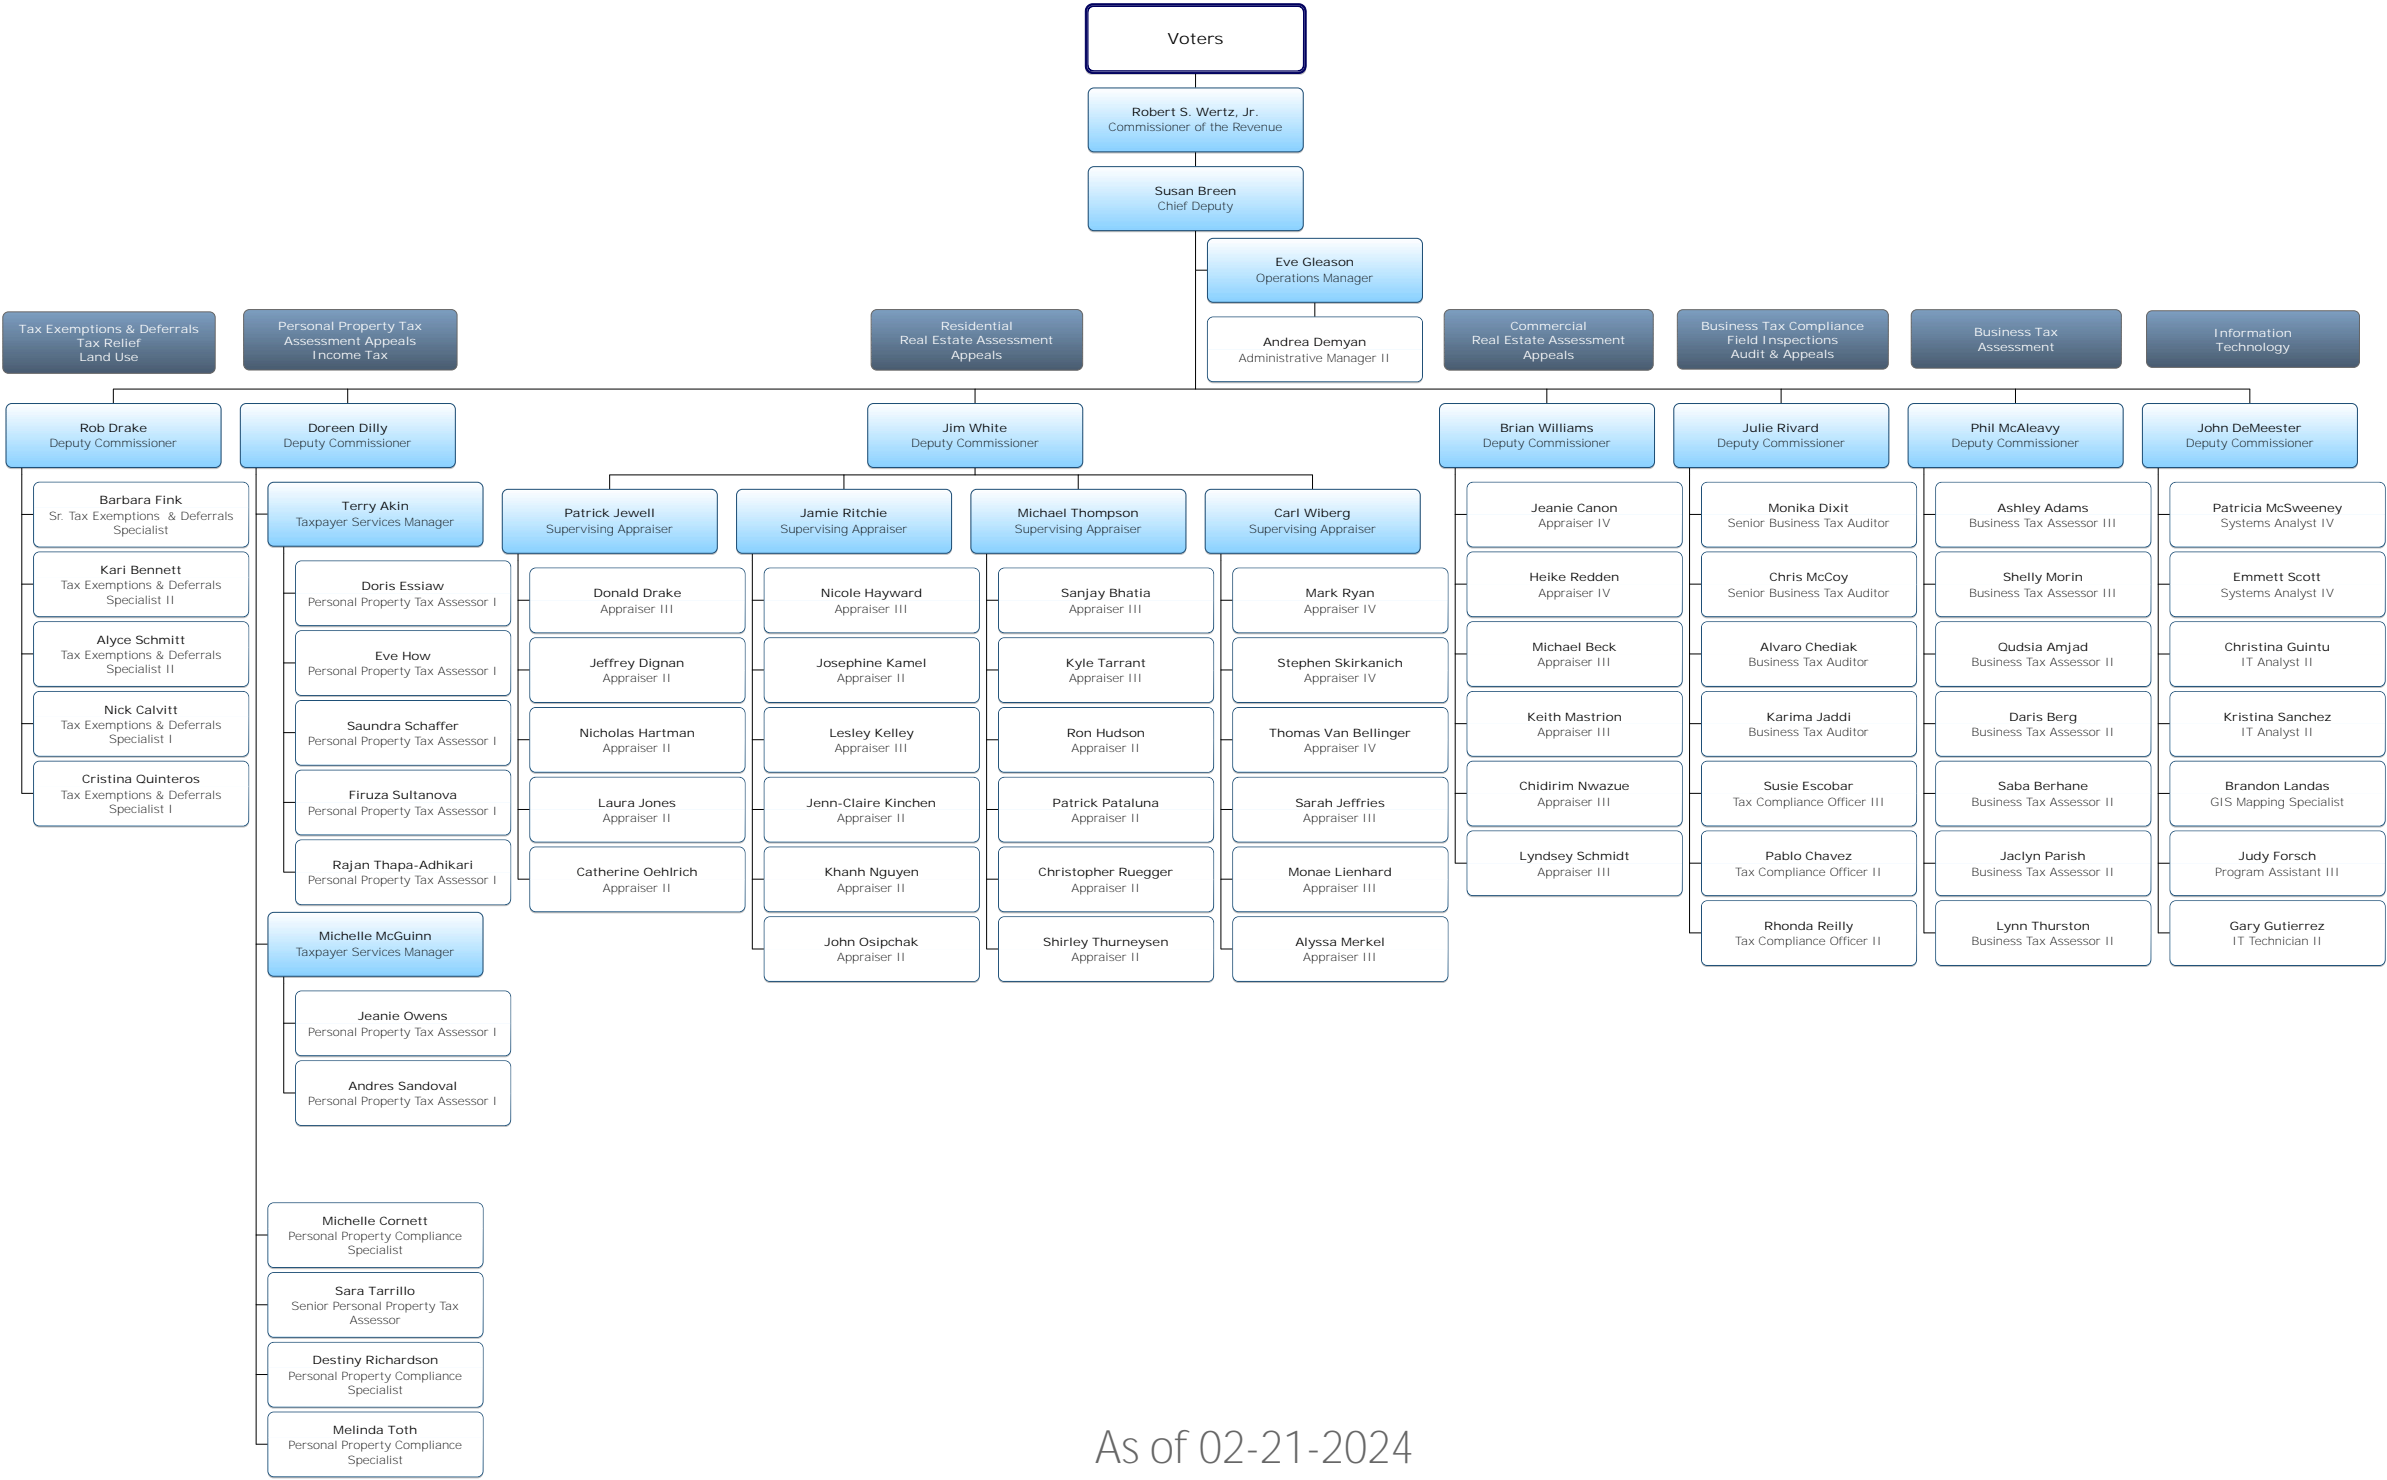 Voters
Robert S. Wertz, Jr.
Commissioner of the Revenue
Susan Breen
Chief Deputy
Eve Gleason
Operations Manager
Andrea Demyan
Administrative Manager II
Tax Exemptions & Deferrals
Tax Relief
Land Use
Personal Property Tax
Assessment Appeals
Income Tax
Residential
Real Estate Assessment
Appeals
Commercial
Real Estate Assessment
Appeals
Business Tax Compliance
Field Inspections
Audit & Appeals
Business Tax
Assessment
Information
Technology
Rob Drake
Deputy Commissioner
Barbara Fink
Sr. Tax Exemptions & Deferrals
Specialist
Kari Bennett
Tax Exemptions & Deferrals
Specialist II
Alyce Schmitt
Tax Exemptions & Deferrals
Specialist II
Nick Calvitt
Tax Exemptions & Deferrals
Specialist I
Cristina Quinteros
Tax Exemptions & Deferrals
Specialist I
Doreen Dilly
Deputy Commissioner
Terry Akin
Taxpayer Services Manager
Doris Essiaw
Personal Property Tax Assessor I
Eve How
Personal Property Tax Assessor I
Saundra Schaffer
Personal Property Tax Assessor I
Firuza Sultanova
Personal Property Tax Assessor I
Rajan Thapa-Adhikari
Personal Property Tax Assessor I
Michelle McGuinn
Taxpayer Services Manager
Jeanie Owens
Personal Property Tax Assessor I
Andres Sandoval
Personal Property Tax Assessor I
Michelle Cornett
Personal Property Compliance
Specialist
Sara Tarrillo
Senior Personal Property Tax
Assessor
Destiny Richardson
Personal Property Compliance
Specialist
Melinda Toth
Personal Property Compliance
Specialist
Jim White
Deputy Commissioner
Patrick Jewell
Supervising Appraiser
Donald Drake
Appraiser III
Jeffrey Dignan
Appraiser II
Nicholas Hartman
Appraiser II
Laura Jones
Appraiser II
Catherine Oehlrich
Appraiser II
Jamie Ritchie
Supervising Appraiser
Nicole Hayward
Appraiser III
Josephine Kamel
Appraiser II
Lesley Kelley
Appraiser III
Jenn-Claire Kinchen
Appraiser II
Khanh Nguyen
Appraiser II
John Osipchak
Appraiser II
Michael Thompson
Supervising Appraiser
Sanjay Bhatia
Appraiser III
Kyle Tarrant
Appraiser III
Ron Hudson
Appraiser II
Patrick Pataluna
Appraiser II
Christopher Ruegger
Appraiser II
Shirley Thurneysen
Appraiser II
Carl Wiberg
Supervising Appraiser
Mark Ryan
Appraiser IV
Stephen Skirkanich
Appraiser IV
Thomas Van Bellinger
Appraiser IV
Sarah Jeffries
Appraiser III
Monae Lienhard
Appraiser III
Alyssa Merkel
Appraiser III
Brian Williams
Deputy Commissioner
Jeanie Canon
Appraiser IV
Heike Redden
Appraiser IV
Michael Beck
Appraiser III
Keith Mastrion
Appraiser III
Chidirim Nwazue
Appraiser III
Lyndsey Schmidt
Appraiser III
Julie Rivard
Deputy Commissioner
Monika Dixit
Senior Business Tax Auditor
Chris McCoy
Senior Business Tax Auditor
Alvaro Chediak
Business Tax Auditor
Karima Jaddi
Business Tax Auditor
Susie Escobar
Tax Compliance Officer III
Pablo Chavez
Tax Compliance Officer II
Rhonda Reilly
Tax Compliance Officer II
Phil McAleavy
Deputy Commissioner
Ashley Adams
Business Tax Assessor III
Shelly Morin
Business Tax Assessor III
Qudsia Amjad
Business Tax Assessor II
Daris Berg
Business Tax Assessor II
Saba Berhane
Business Tax Assessor II
Jaclyn Parish
Business Tax Assessor II
Lynn Thurston
Business Tax Assessor II
John DeMeester
Deputy Commissioner
Patricia McSweeney
Systems Analyst IV
Emmett Scott
Systems Analyst IV
Christina Guintu
IT Analyst II
Kristina Sanchez
IT Analyst II
Brandon Landas
GIS Mapping Specialist
Judy Forsch
Program Assistant III
Gary Gutierrez
IT Technician II
As of 02-21-2024